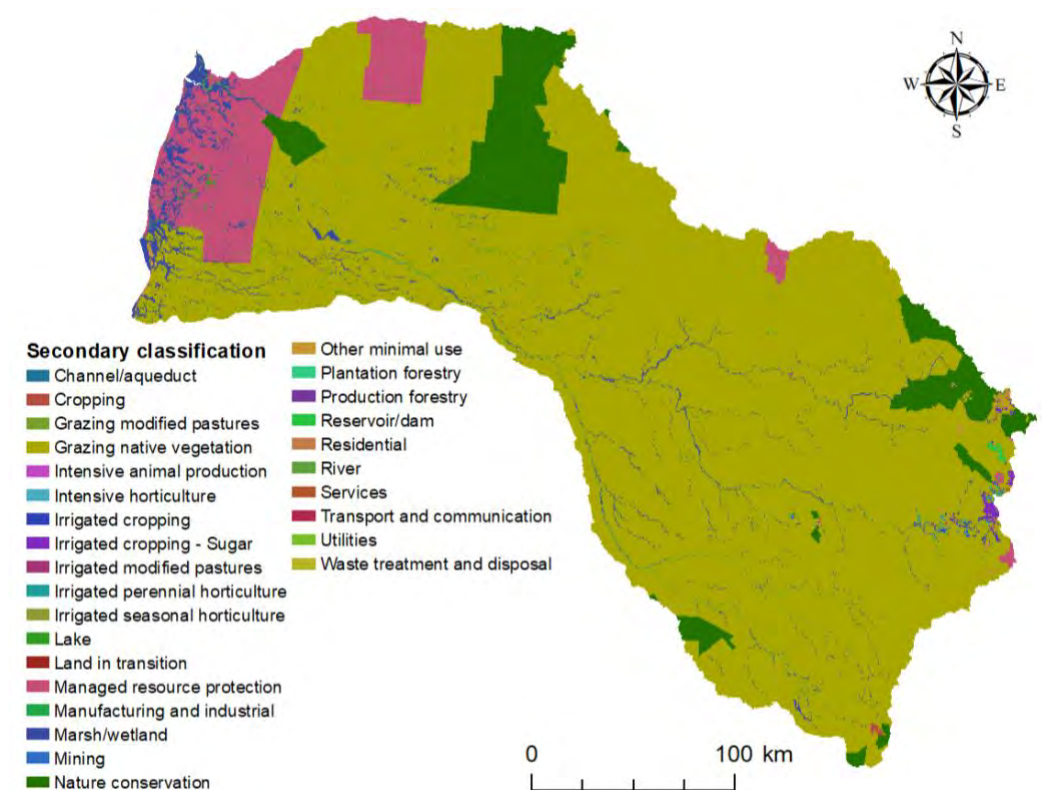 N
W E
S
Secondary classification
Channel/aqueduct
Cropping
Grazing modified pastures
Grazing native vegetation
Intensive animal production
Intensive horticulture
Irrigated cropping
Irrigated cropping - Sugar
Irrigated modified pastures
Irrigated perennial horticulture
Irrigated seasonal horticulture
Lake
Land in transition
Managed resource protection
Manufacturing and industrial
Marsh/wetland
Mining
Nature conservation
Other minimal use
Plantation forestry
Production forestry
Reservoir/dam
Residential
River
Services
Transport and communication
Utilities
Waste treatment and disposal
0 100 km